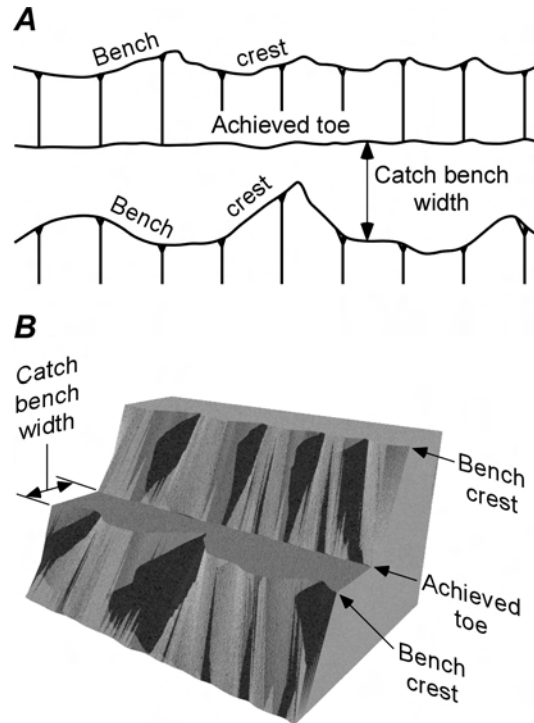 A
Bench
crest
Achieved toe
Catch bench
width
Bench
crest
B
Catch
bench
width
Bench
crest
Achieved
toe
Bench
crest